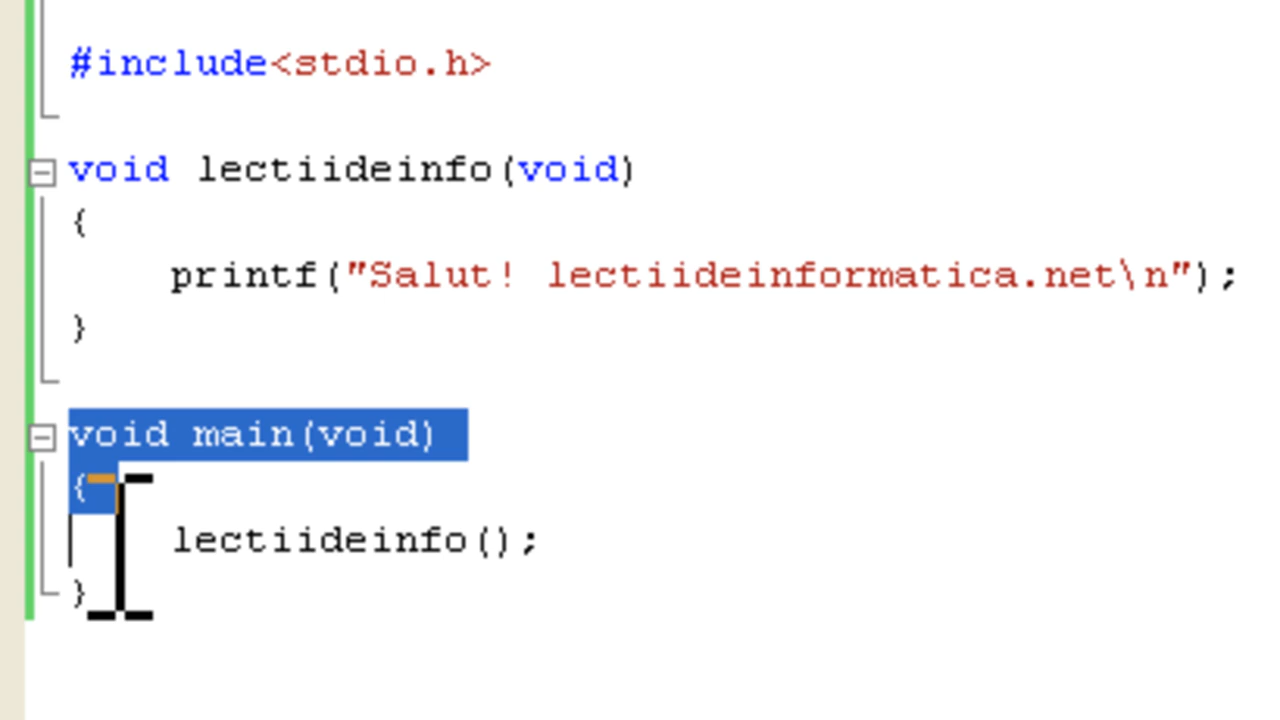 #include<stdio.h>
void lectiideinfo(void)
{
printf("Salut! lectiideinformatica.net\n");
}
void main(void)
{
lectiideinfo();
}